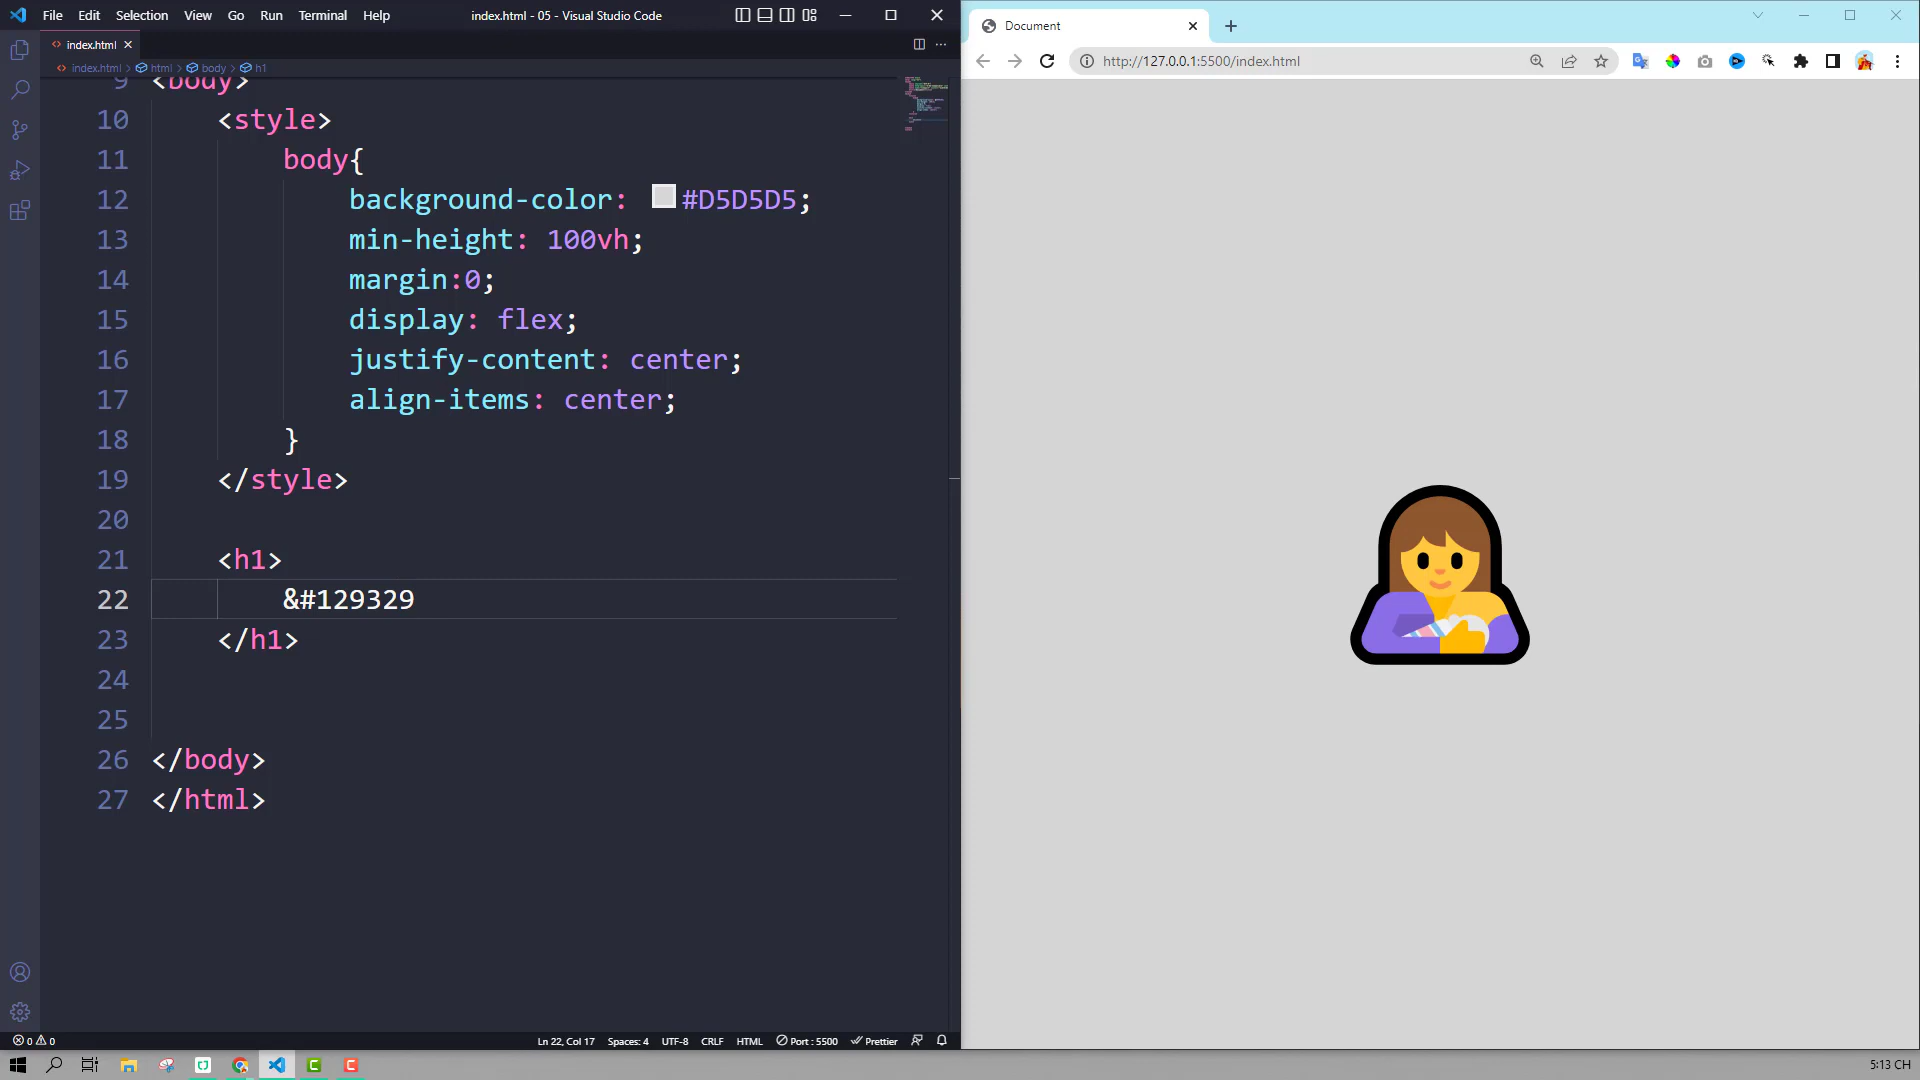 File Edit Selection View Go Run Terminal Help
index.html - 05 - Visual Studio Code
index.html
index.html > html > body > h1
9 <body>
10 <style>
11 body{
12 background-color: #D5D5D5;
13 min-height: 100vh;
14 margin:0;
15 display: flex;
16 justify-content: center;
17 align-items: center;
18 }
19 </style>
20
21 <h1>
22 &#129329
23 </h1>
24
25
26 </body>
27 </html>
0 0
Ln 22, Col 17 Spaces: 4 UTF-8 CRLF HTML Port : 5500 Prettier
Document
http://127.0.0.1:5500/index.html
5:13 CH